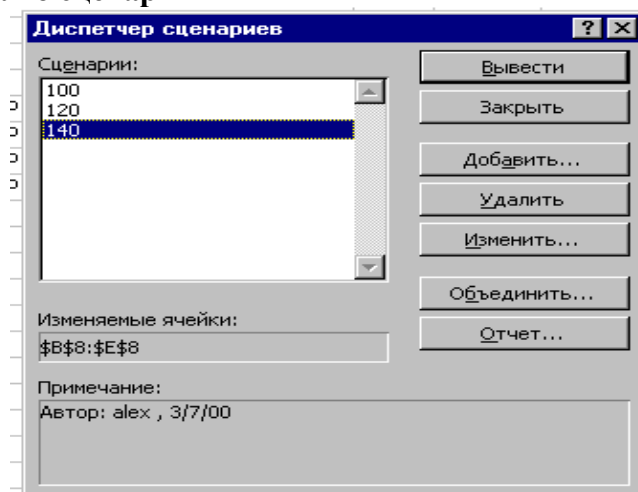 Диспетчер сценариев
Сценарии:
100
120
140
Вывести
Закрыть
Добавить...
Удалить
Изменить...
Объединить...
Отчет...
Изменяемые ячейки:
$B$8:$E$8
Примечание:
Автор: alex , 3/7/00